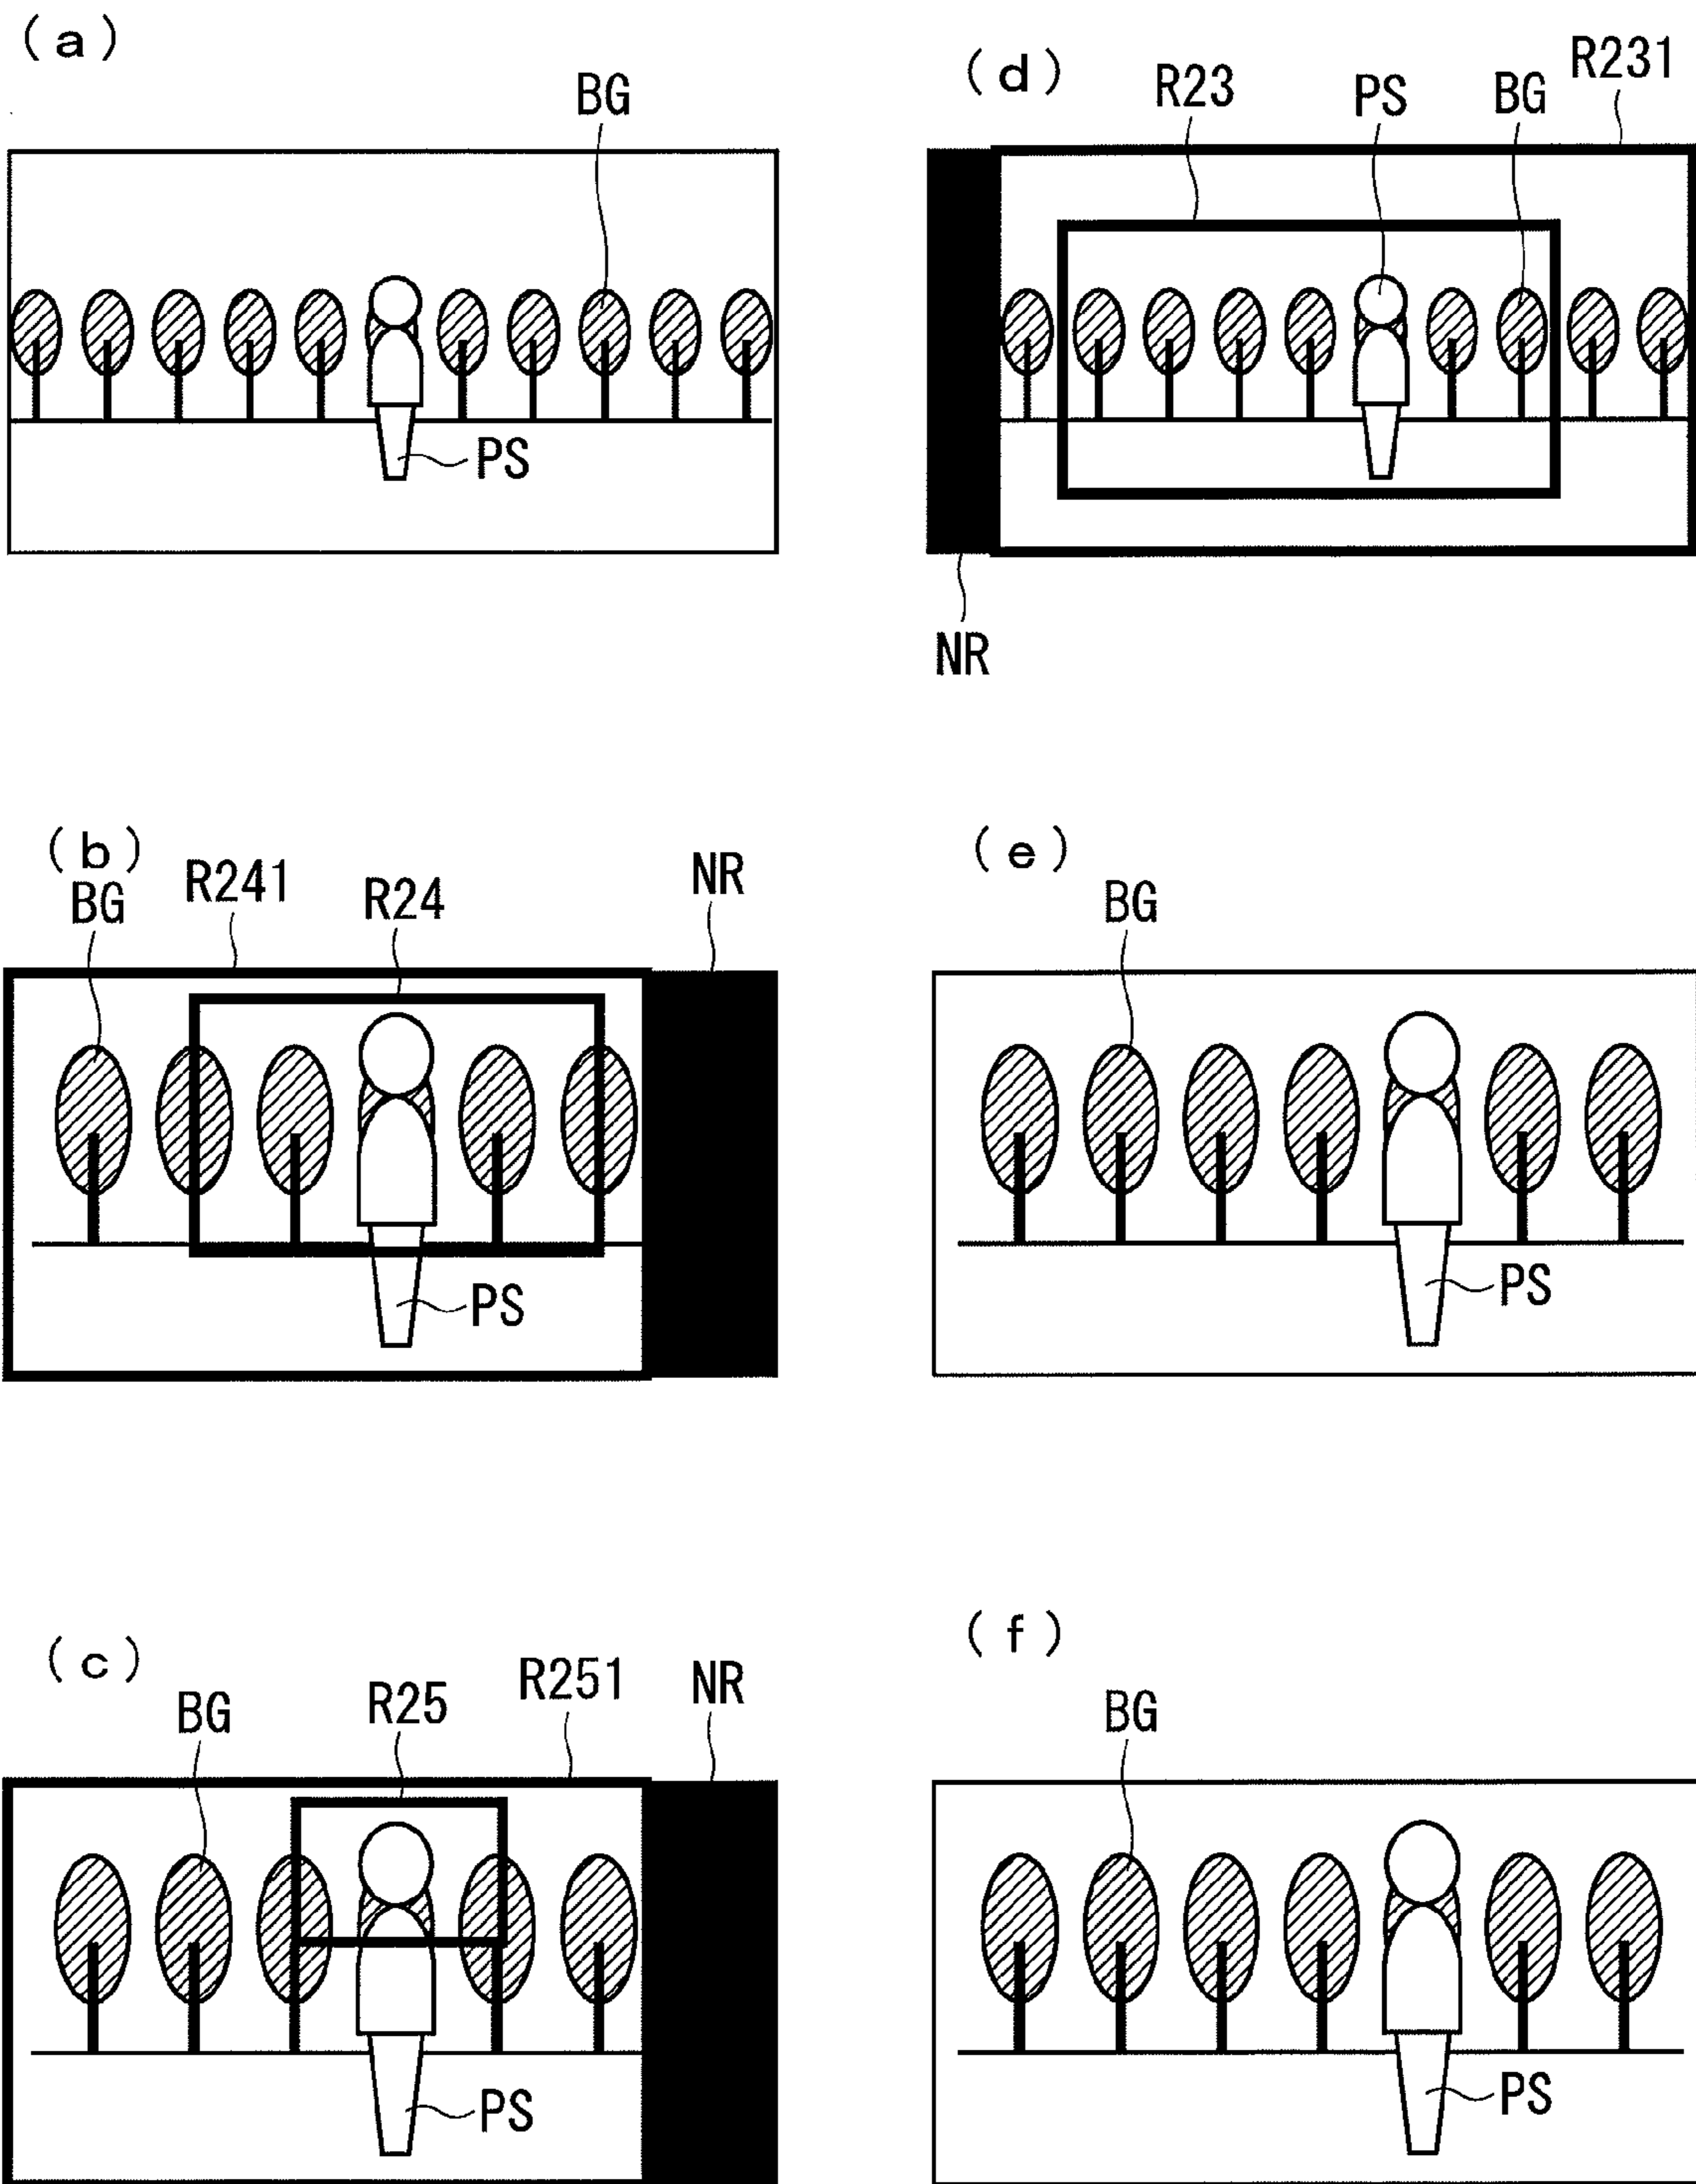 (a)
BG
PS
(d)
R23
PS
BG
R231
NR
(b)
BG
R241
R24
NR
PS
(e)
BG
PS
(c)
BG
R25
R251
NR
PS
(f)
BG
PS